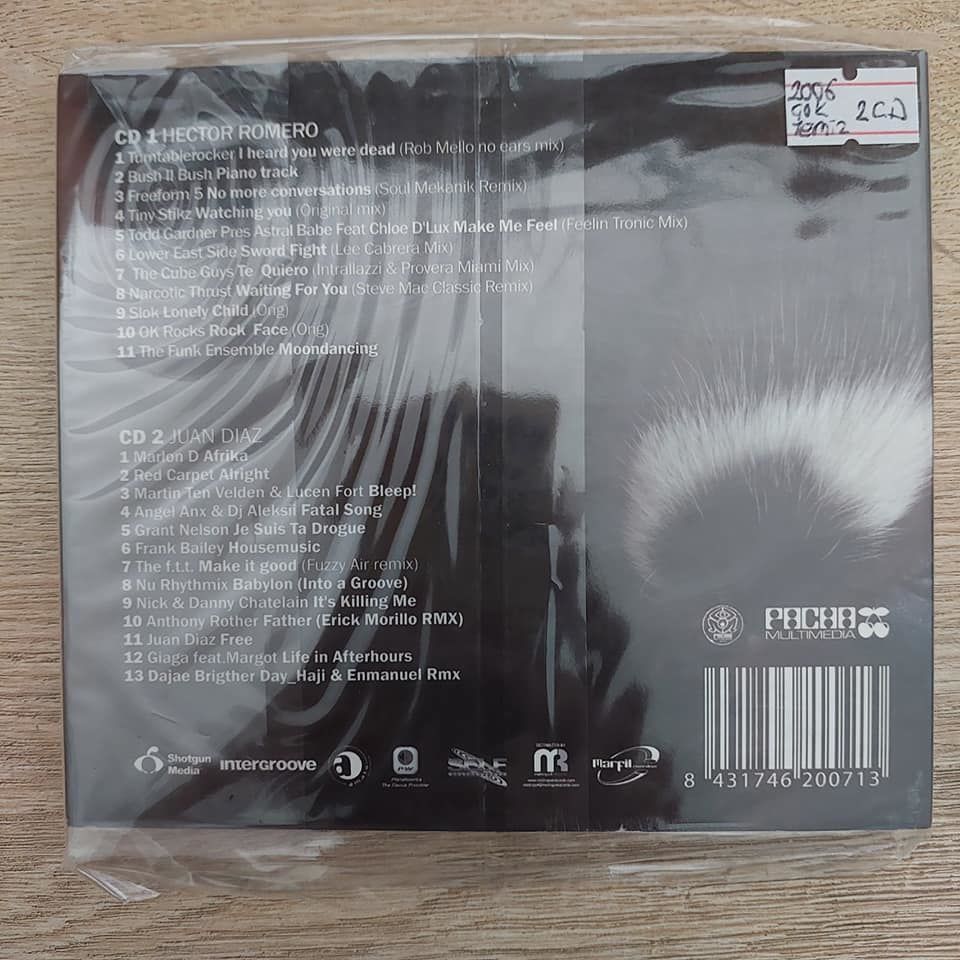 2006
çok
temiz
2CD
CD 1 HECTOR ROMERO
1 Turntablerocker I heard you were dead (Rob Mello no ears mix)
2 Bush II Bush Piano track
3 Freeform 5 No more conversations (Soul Mekanik Remix)
4 Tiny Stikz Watching you (Original mix)
5 Todd Gardner Pres Astral Babe Feat Chloe D'Lux Make Me Feel (Feelin Tronic Mix)
6 Lower East Side Sword Fight (Lee Cabrera Mix)
7 The Cube Guys Te Quiero (Intrallazzi & Provera Miami Mix)
8 Narcotic Thrust Waiting For You (Steve Mac Classic Remix)
9 Slok Lonely Child (Orig)
10 OK Rocks Rock Face (Orig)
11 The Funk Ensemble Moondancing
CD 2 JUAN DIAZ
1 Marlon D Afrika
2 Red Carpet Alright
3 Martin Ten Velden & Lucen Fort Bleep!
4 Angel Anx & Dj Aleksii Fatal Song
5 Grant Nelson Je Suis Ta Drogue
6 Frank Bailey Housemusic
7 The f.t.t. Make it good (Fuzzy Air remix)
8 Nu Rhythmix Babylon (Into a Groove)
9 Nick & Danny Chatelain It's Killing Me
10 Anthony Rother Father (Erick Morillo RMX)
11 Juan Diaz Free
12 Giaga feat.Margot Life in Afterhours
13 Dajae Brigther Day_Haji & Enmanuel Rmx
PACHA
MULTIMEDIA
Shotgun
Media
intergroove
Marfil
8 431746 200713